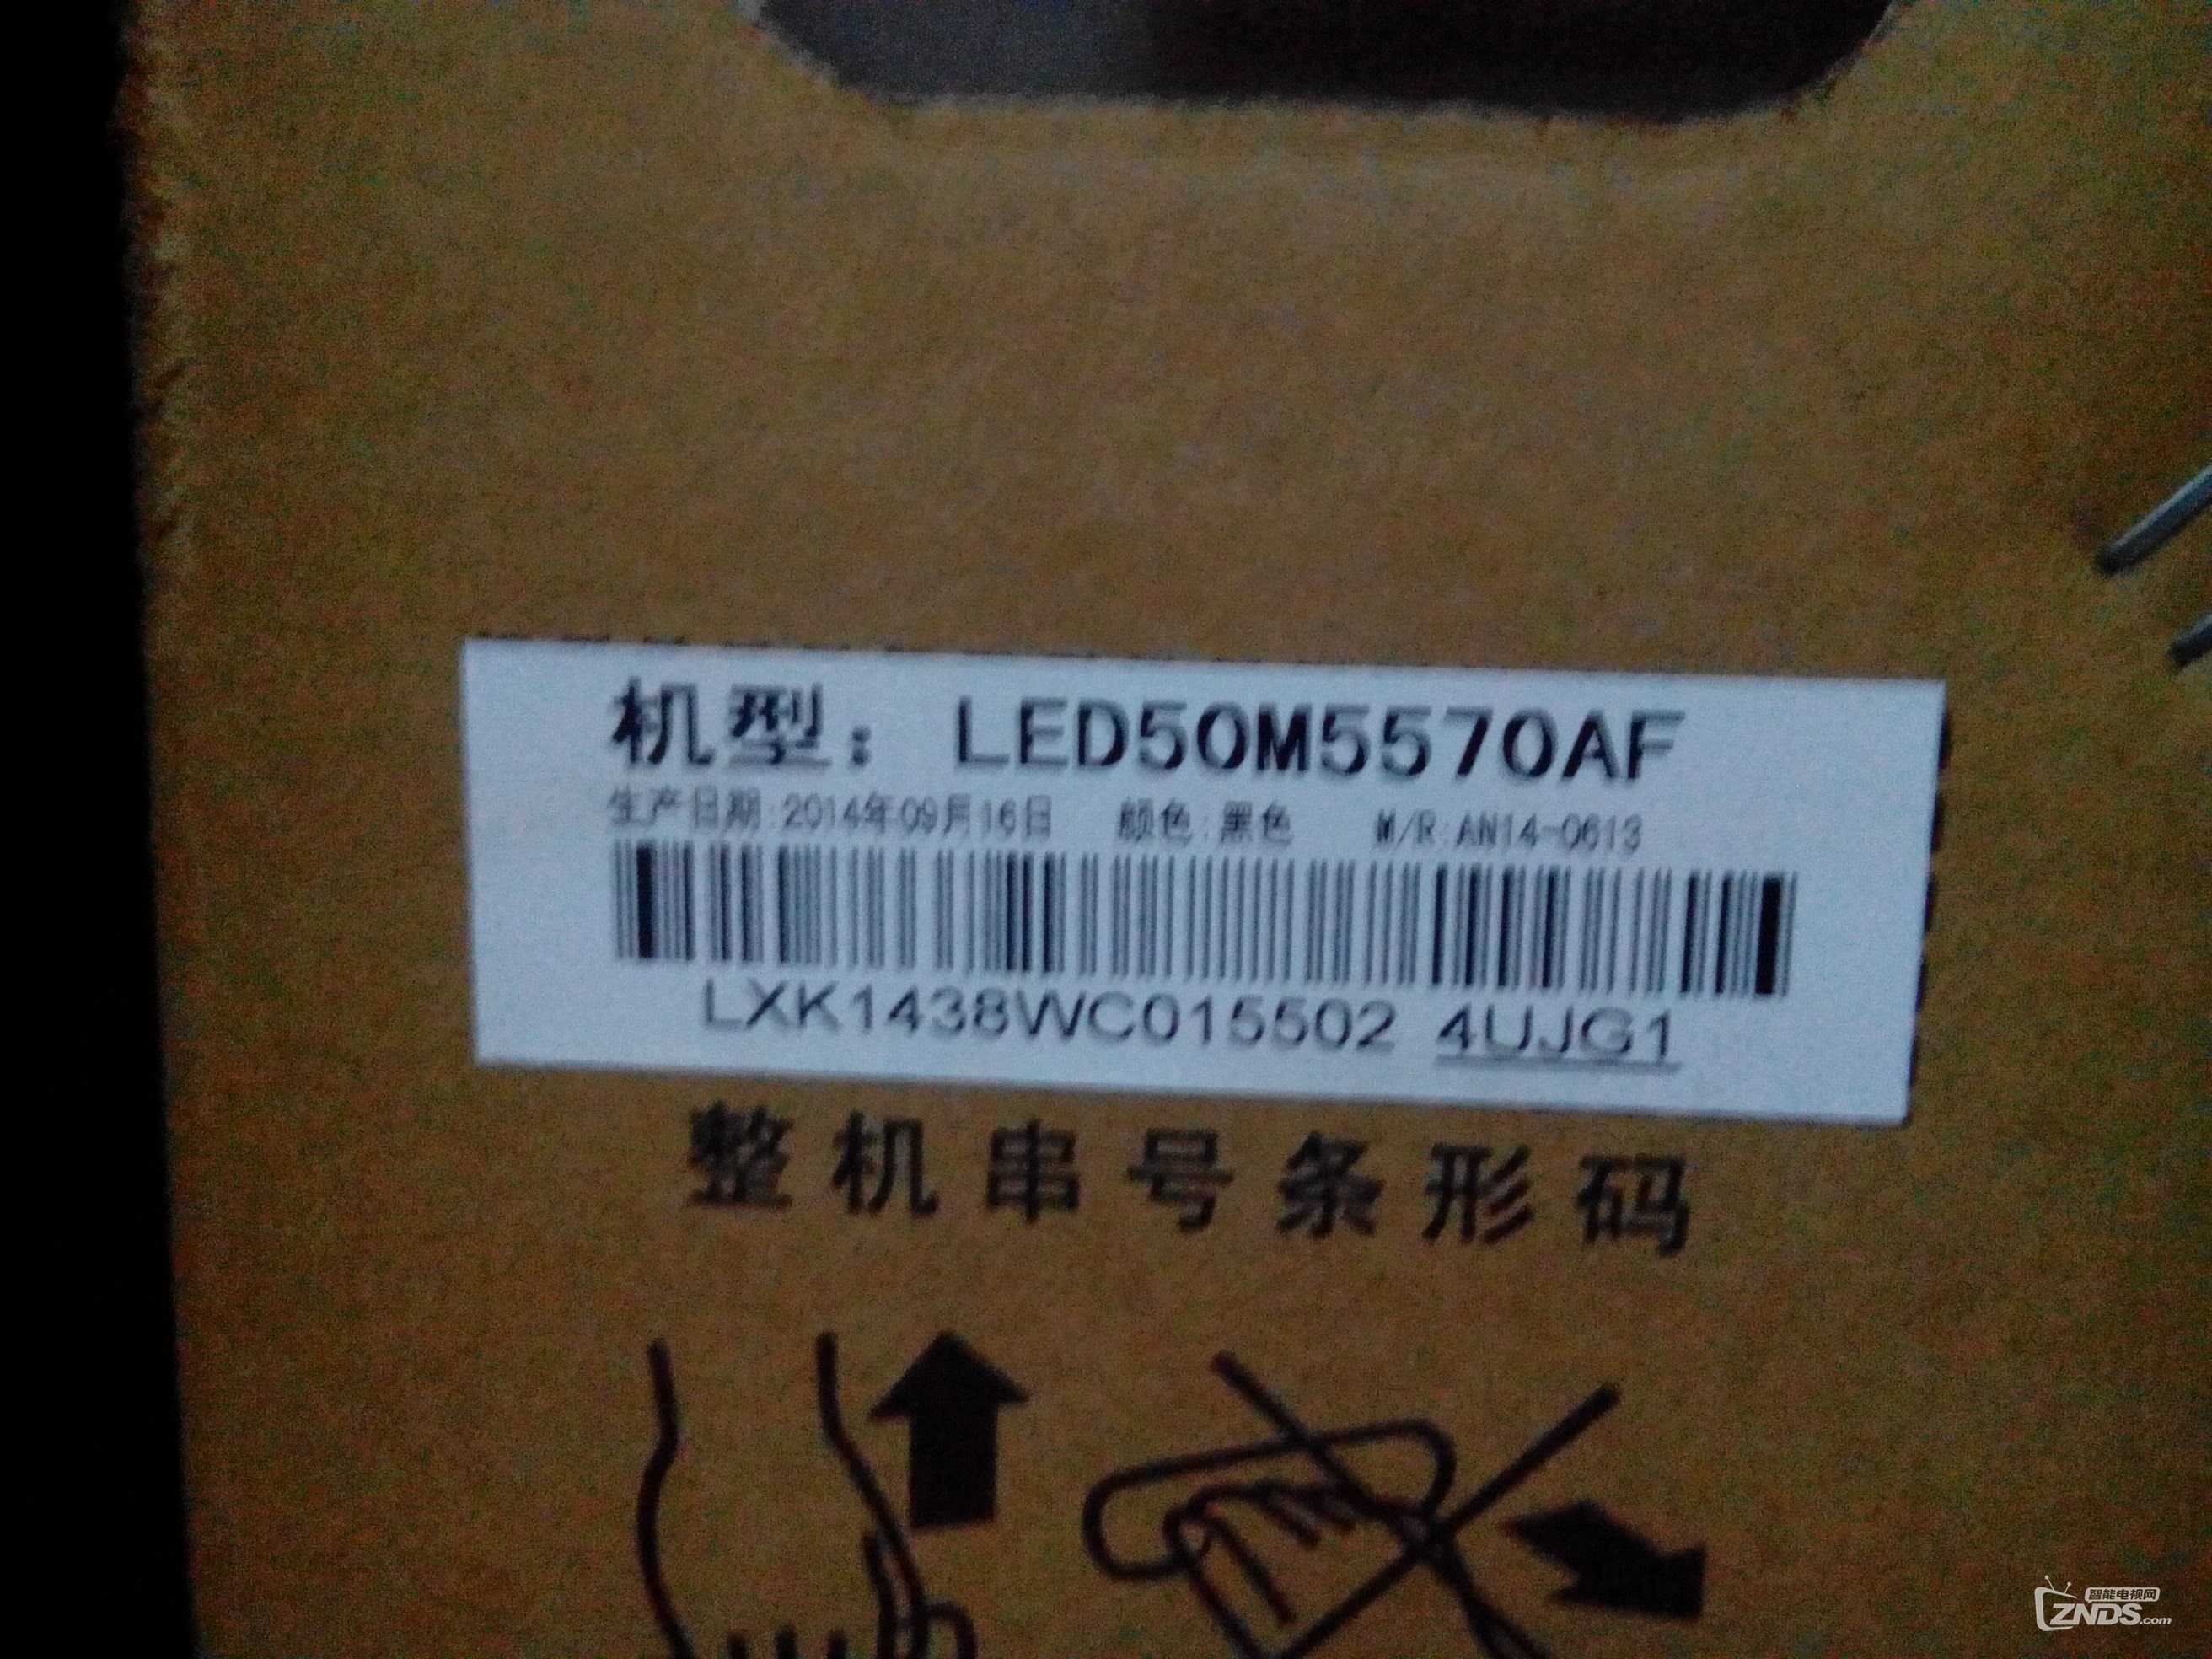 机型：LED50M5570AF
生产日期:2014年09月16日 颜色:黑色 M/R:AN14-0613
LXK1438WC015502 4UJG1
整机串号条形码
智能电视网
ZNDS.com